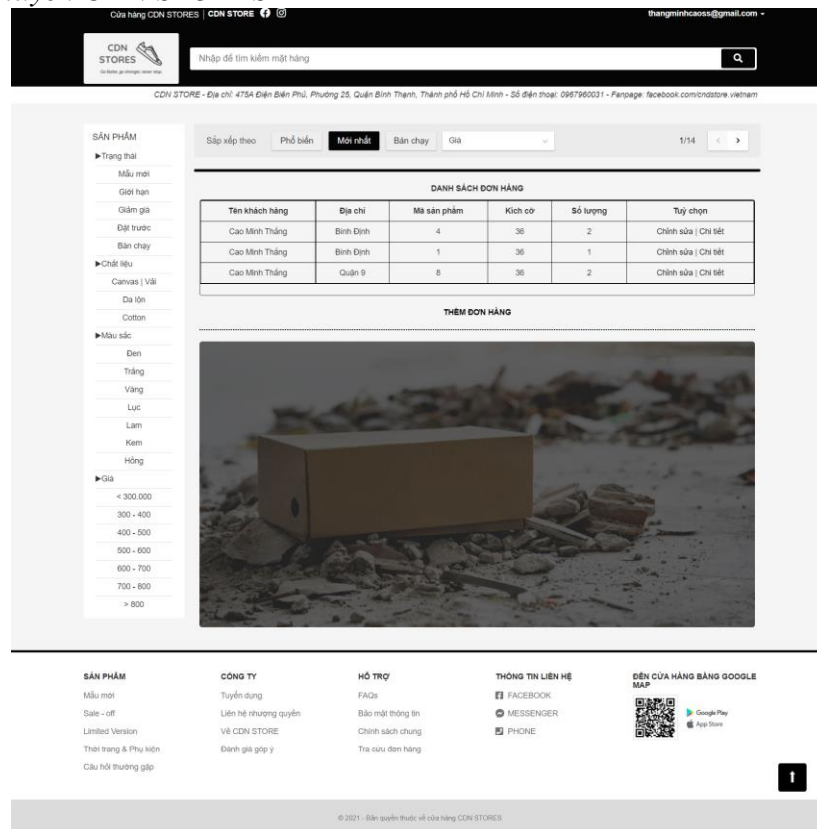 Cửa hàng CDN STORES | CDN STORE
thangminhcaoss@gmail.com
CDN
STORES
Nhập để tìm kiếm mặt hàng
CDN STORE - Địa chỉ: 475A Điện Biên Phủ, Phường 25, Quận Bình Thạnh, Thành phố Hồ Chí Minh - Số điện thoại: 0967960031 - Fanpage: facebook.com/cndstore.vietnam
SẢN PHẨM
▶Trạng thái
Mẫu mới
Giới hạn
Giảm giá
Đặt trước
Bán chạy
▶Chất liệu
Canvas | Vải
Da lộn
Cotton
▶Màu sắc
Đen
Trắng
Vàng
Lục
Lam
Kem
Hồng
▶Giá
< 300.000
300 - 400
400 - 500
500 - 600
600 - 700
700 - 800
> 800
Sắp xếp theo Phổ biến Mới nhất Bán chạy Giá 1/14 < >
DANH SÁCH ĐƠN HÀNG
Tên khách hàng Địa chỉ Mã sản phẩm Kích cỡ Số lượng Tuỳ chọn
Cao Minh Thắng Bình Định 4 36 2 Chỉnh sửa | Chi tiết
Cao Minh Thắng Bình Định 1 36 1 Chỉnh sửa | Chi tiết
Cao Minh Thắng Quận 9 8 36 2 Chỉnh sửa | Chi tiết
THÊM ĐƠN HÀNG
SẢN PHẨM
Mẫu mới
Sale - off
Limited Version
Thời trang & Phụ kiện
Câu hỏi thường gặp
CÔNG TY
Tuyển dụng
Liên hệ nhượng quyền
Về CDN STORE
Đánh giá góp ý
HỖ TRỢ
FAQs
Bảo mật thông tin
Chính sách chung
Tra cứu đơn hàng
THÔNG TIN LIÊN HỆ
FACEBOOK
MESSENGER
PHONE
ĐẾN CỬA HÀNG BẰNG GOOGLE
MAP
Google Play
App Store
© 2021 - Bản quyền thuộc về cửa hàng CDN STORES